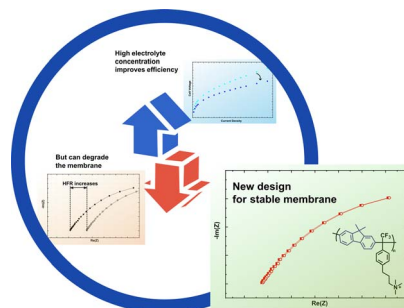 High electrolyte
concentration
improves efficiency
Cell Voltage
Current Density
But can degrade
the membrane
HFR increases
-Im(Z)
Re(Z)
New design
for stable membrane
-Im(Z)
CF3
n
N
Re(Z)